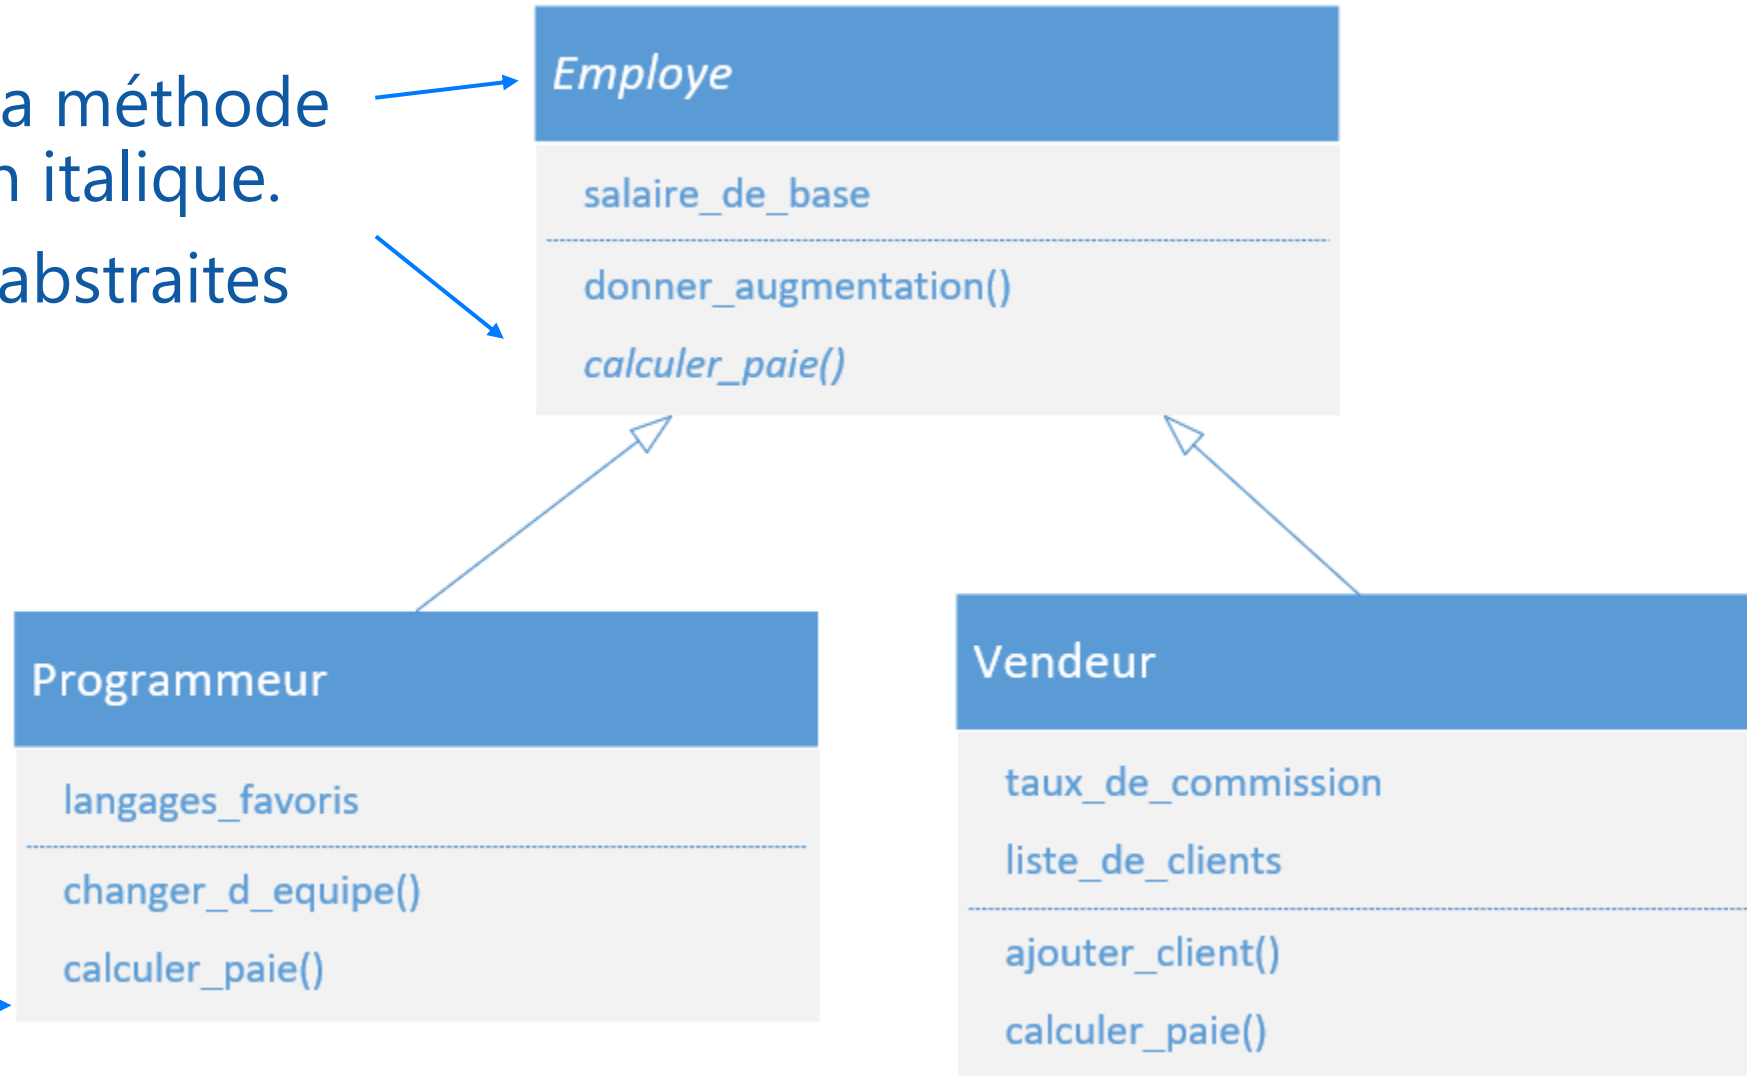 a méthode
n italique.
abstraites
Employe
salaire_de_base
donner_augmentation()
calculer_paie()
Programmeur
langages_favoris
changer_d_equipe()
calculer_paie()
Vendeur
taux_de_commission
liste_de_clients
ajouter_client()
calculer_paie()